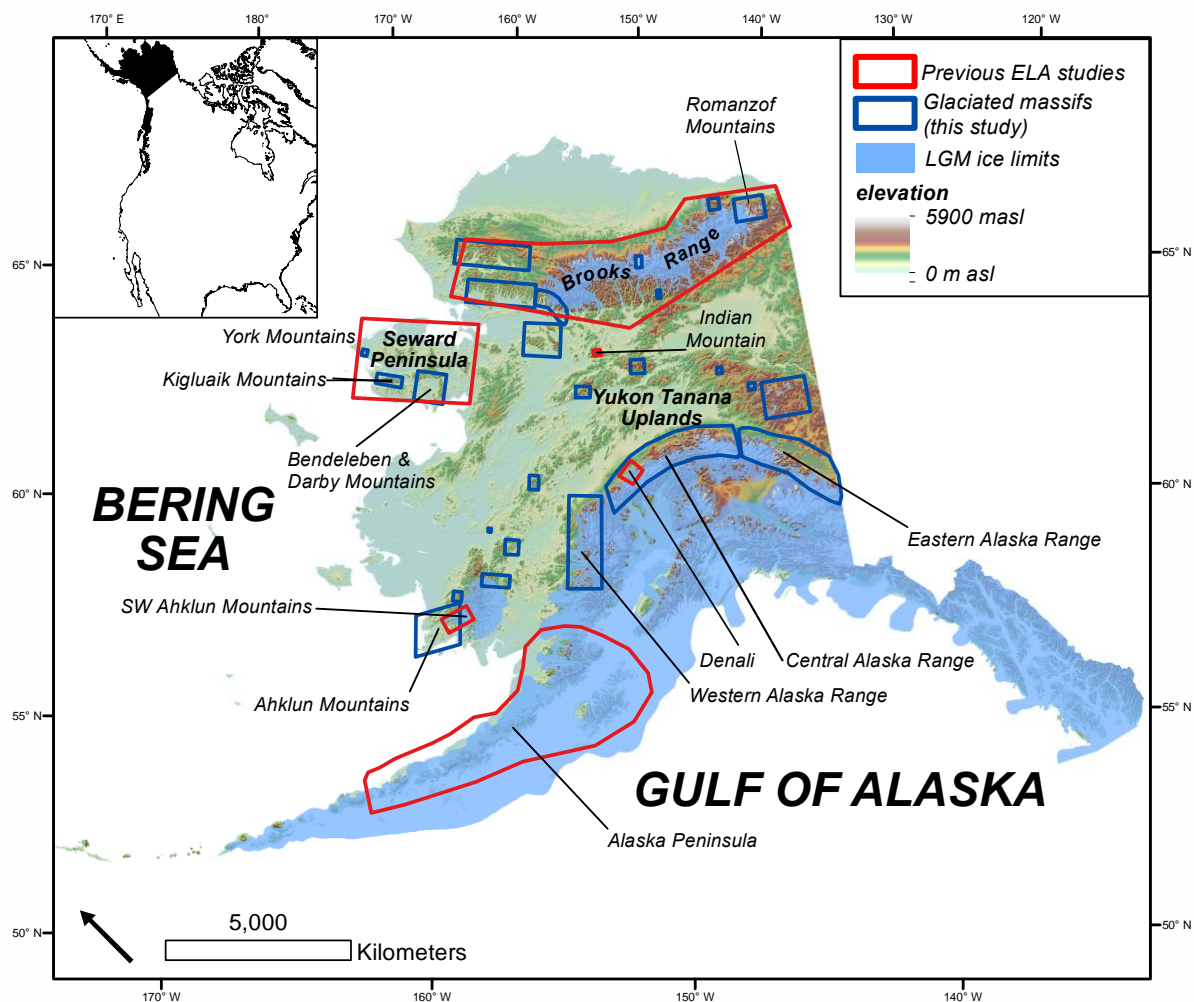 170° E
180°
170° W
160° W
150° W
140° W
130° W
120° W
Previous ELA studies
Glaciated massifs
(this study)
LGM ice limits
elevation
5900 masl
0 m asl
Romanzof
Mountains
65° N
65° N
Brooks Range
York Mountains
Seward
Peninsula
Indian
Mountain
Kigluaik Mountains
Yukon Tanana
Uplands
Bendeleben &
Darby Mountains
60° N
60° N
BERING
SEA
Eastern Alaska Range
SW Ahklun Mountains
Denali
Central Alaska Range
Western Alaska Range
Ahklun Mountains
55° N
55° N
GULF OF ALASKA
Alaska Peninsula
5,000
Kilometers
50° N
50° N
170° W
160° W
150° W
140° W